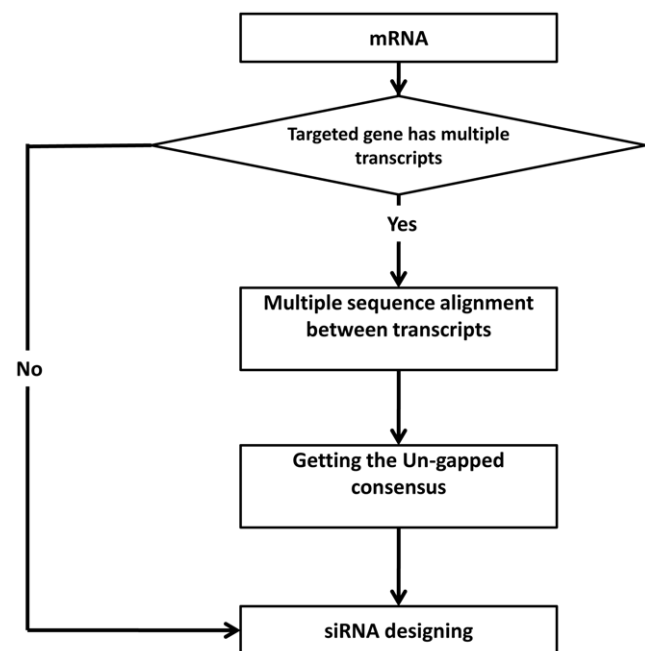 mRNA
Targeted gene has multiple
transcripts
Yes
Multiple sequence alignment
between transcripts
No
Getting the Un-gapped
consensus
siRNA designing